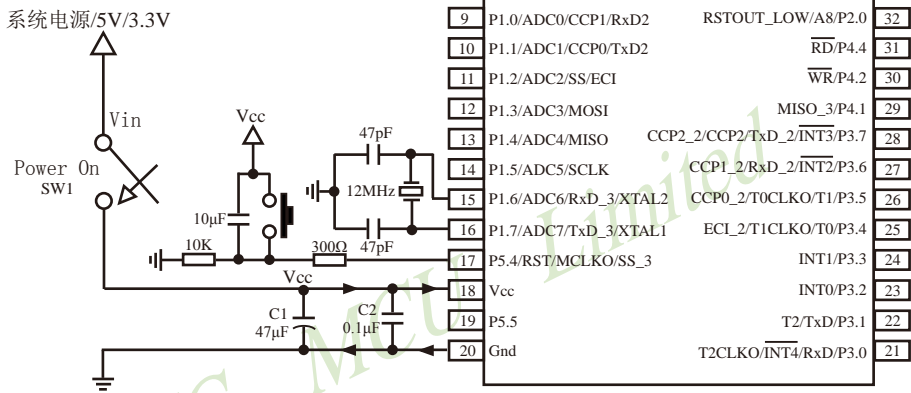 系统电源/5V/3.3V
Vin
Power On
SW1
Vcc
10μF
10K
300Ω
47pF
12MHz
47pF
Vcc
C1
47μF
C2
0.1μF
9 P1.0/ADC0/CCP1/RxD2
10 P1.1/ADC1/CCP0/TxD2
11 P1.2/ADC2/SS/ECI
12 P1.3/ADC3/MOSI
13 P1.4/ADC4/MISO
14 P1.5/ADC5/SCLK
15 P1.6/ADC6/RxD_3/XTAL2
16 P1.7/ADC7/TxD_3/XTAL1
17 P5.4/RST/MCLKO/SS_3
18 Vcc
19 P5.5
20 Gnd
RSTOUT_LOW/A8/P2.0 32
RD/P4.4 31
WR/P4.2 30
MISO_3/P4.1 29
CCP2_2/CCP2/TxD_2/INT3/P3.7 28
CCP1_2/RxD_2/INT2/P3.6 27
CCP0_2/T0CLKO/T1/P3.5 26
ECI_2/T1CLKO/T0/P3.4 25
INT1/P3.3 24
INT0/P3.2 23
T2/TxD/P3.1 22
T2CLKO/INT4/RxD/P3.0 21
MCU Limited